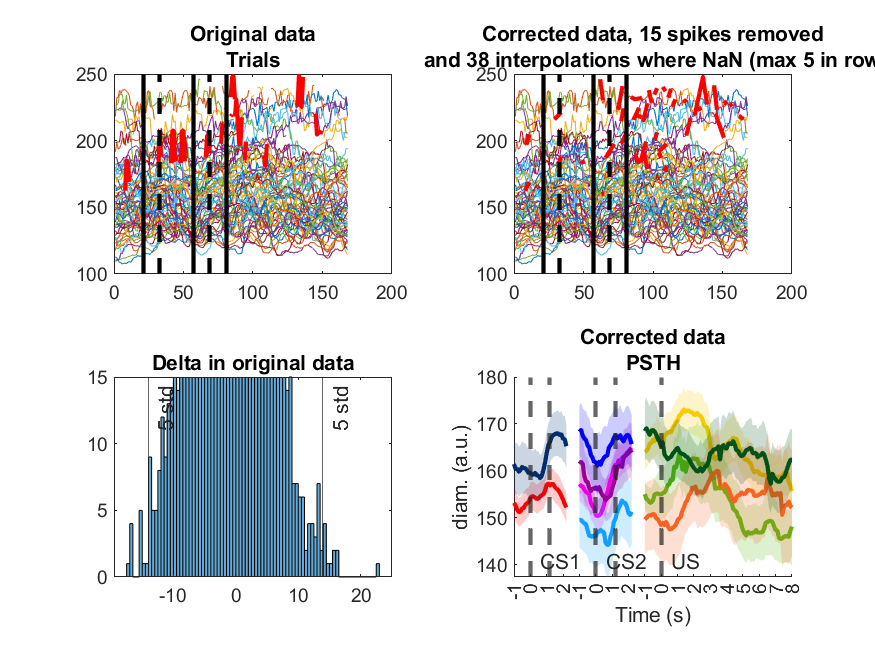 Original data
Trials
250
200
150
100
0
50
100
150
200
Corrected data, 15 spikes removed
and 38 interpolations where NaN (max 5 in row
250
200
150
100
0
50
100
150
200
Delta in original data
15
10
5
0
-10
0
10
20
5 std
5 std
Corrected data
PSTH
180
170
160
150
140
diam. (a.u.)
CS1
CS2
US
-1 0 1 2
-1 0 1 2
-1 0 1 2 3 4 5 6 7 8
Time (s)